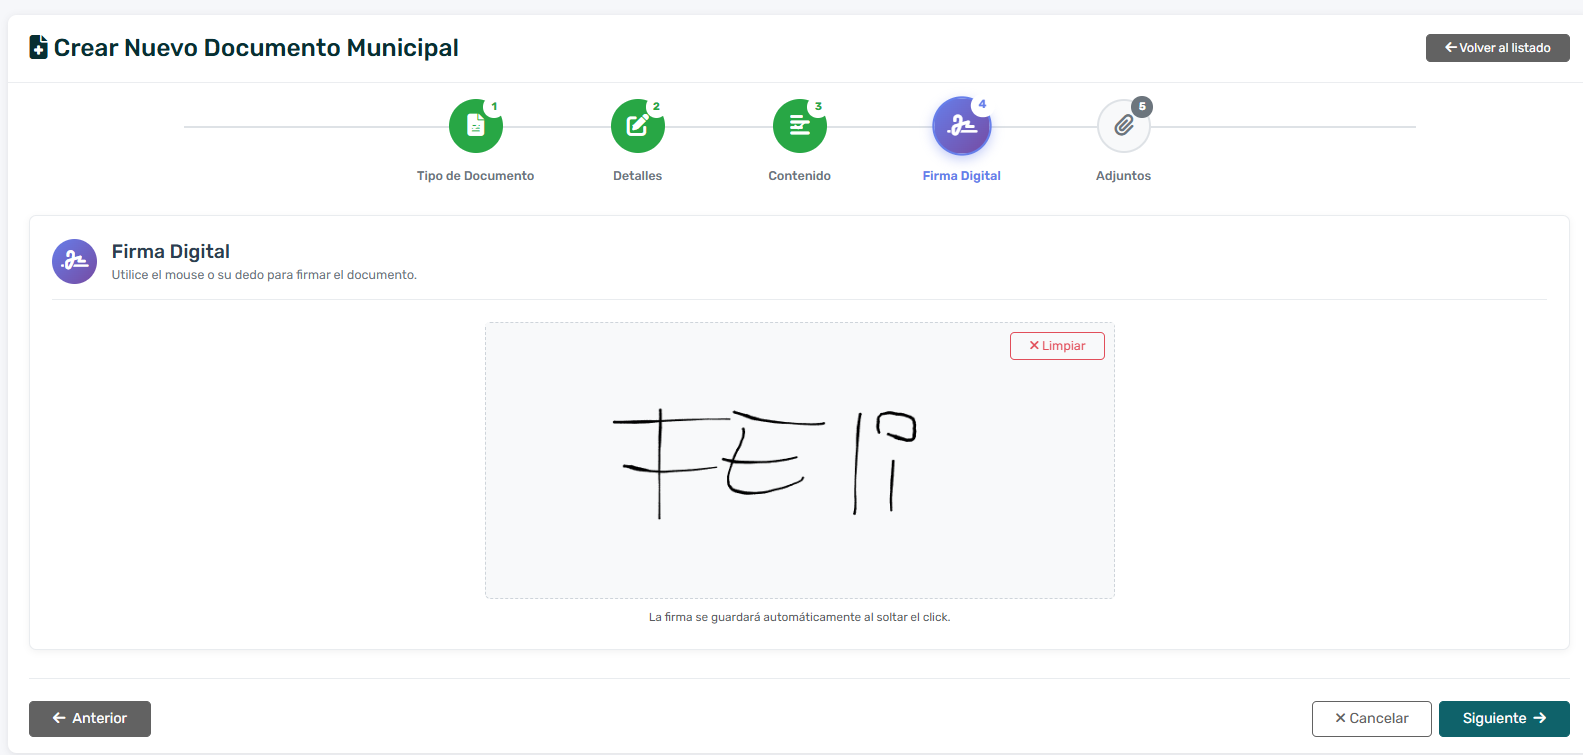 Crear Nuevo Documento Municipal
Volver al listado
1
2
3
4
5
Tipo de Documento
Detalles
Contenido
Firma Digital
Adjuntos
Firma Digital
Utilice el mouse o su dedo para firmar el documento.
Limpiar
La firma se guardará automáticamente al soltar el click.
Anterior
Cancelar
Siguiente